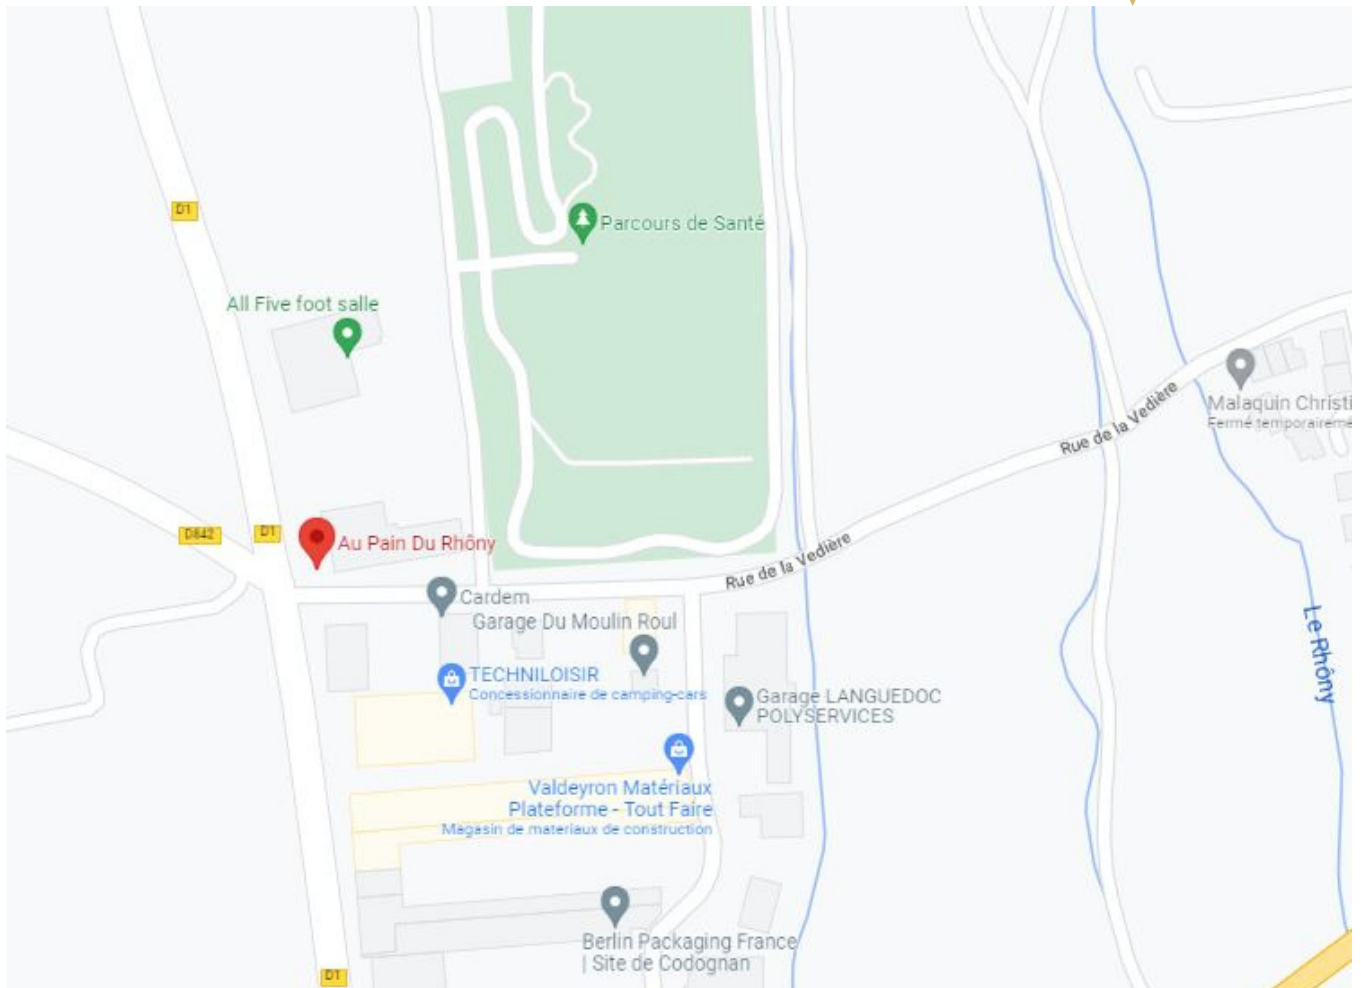 D1
Parcours de Santé
All Five foot salle
Malaquin Christi
Fermé temporaireme
Rue de la Vedière
D842
D1
Au Pain Du Rhôny
Rue de la Vedière
Cardem
Garage Du Moulin Roul
Le Rhôny
TECHNILOISIR
Concessionnaire de camping-cars
Garage LANGUEDOC
POLYSERVICES
Valdeyron Matériaux
Plateforme - Tout Faire
Magasin de materiaux de construction
Berlin Packaging France
| Site de Codognan
D1